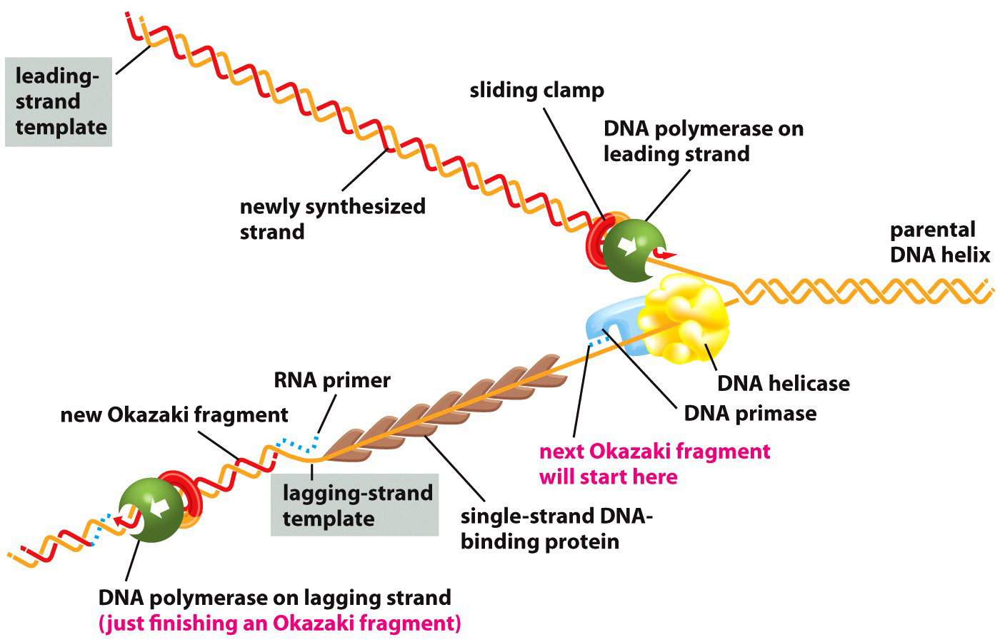 leading-
strand
template
sliding clamp
DNA polymerase on
leading strand
newly synthesized
strand
parental
DNA helix
RNA primer
new Okazaki fragment
DNA helicase
DNA primase
next Okazaki fragment
will start here
lagging-strand
template
single-strand DNA-
binding protein
DNA polymerase on lagging strand
(just finishing an Okazaki fragment)